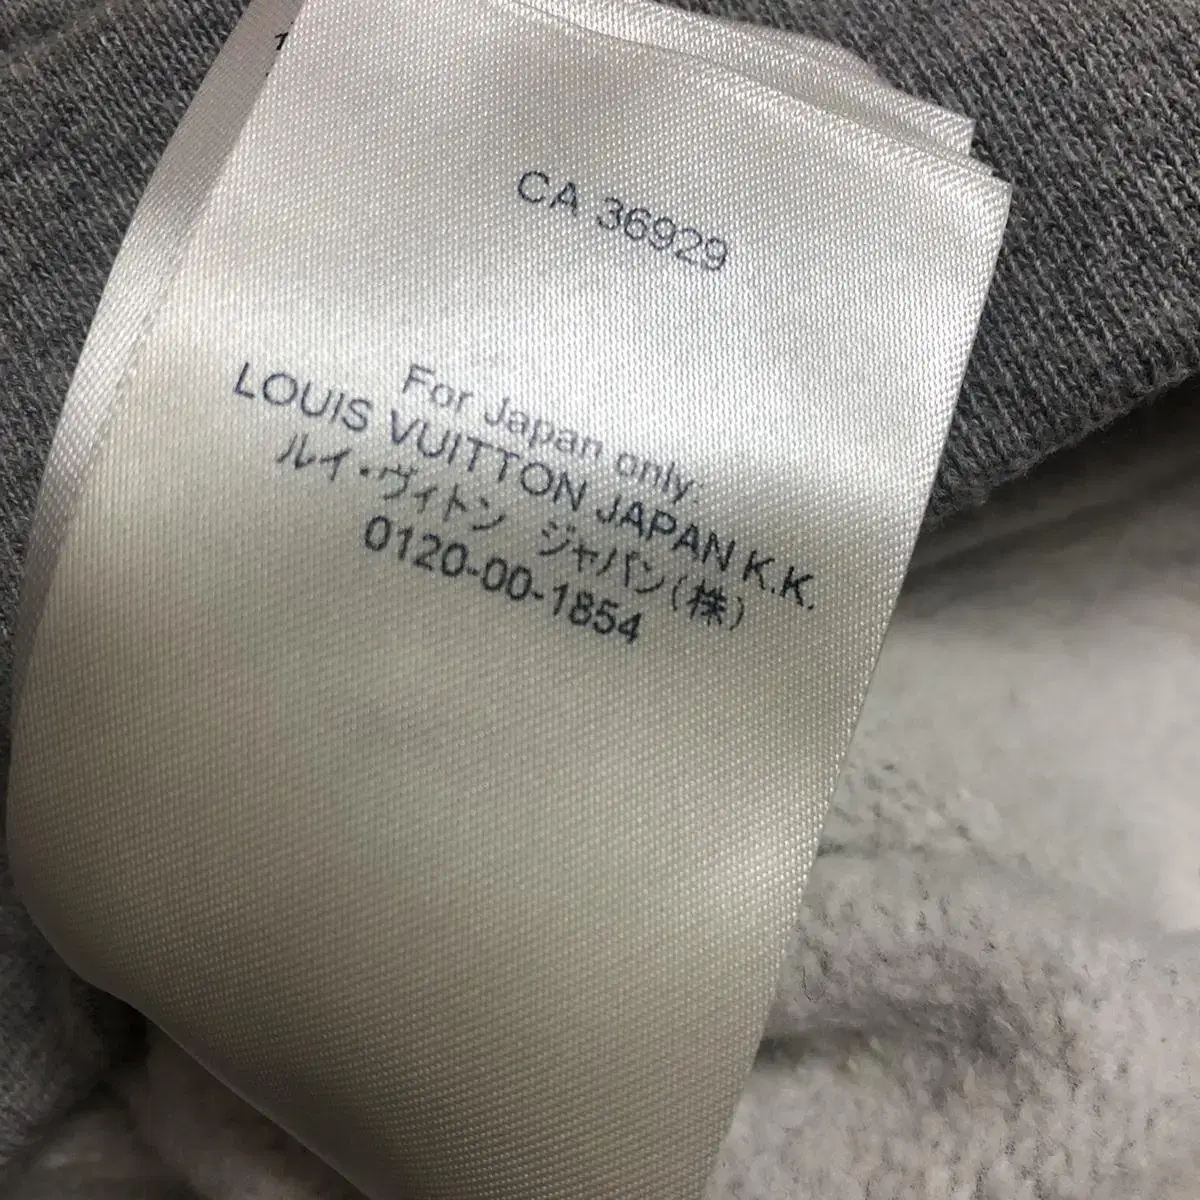 CA 36929
For Japan only:
LOUIS VUITTON JAPAN K.K.
ルイ・ヴィトン ジャパン(株)
0120-00-1854